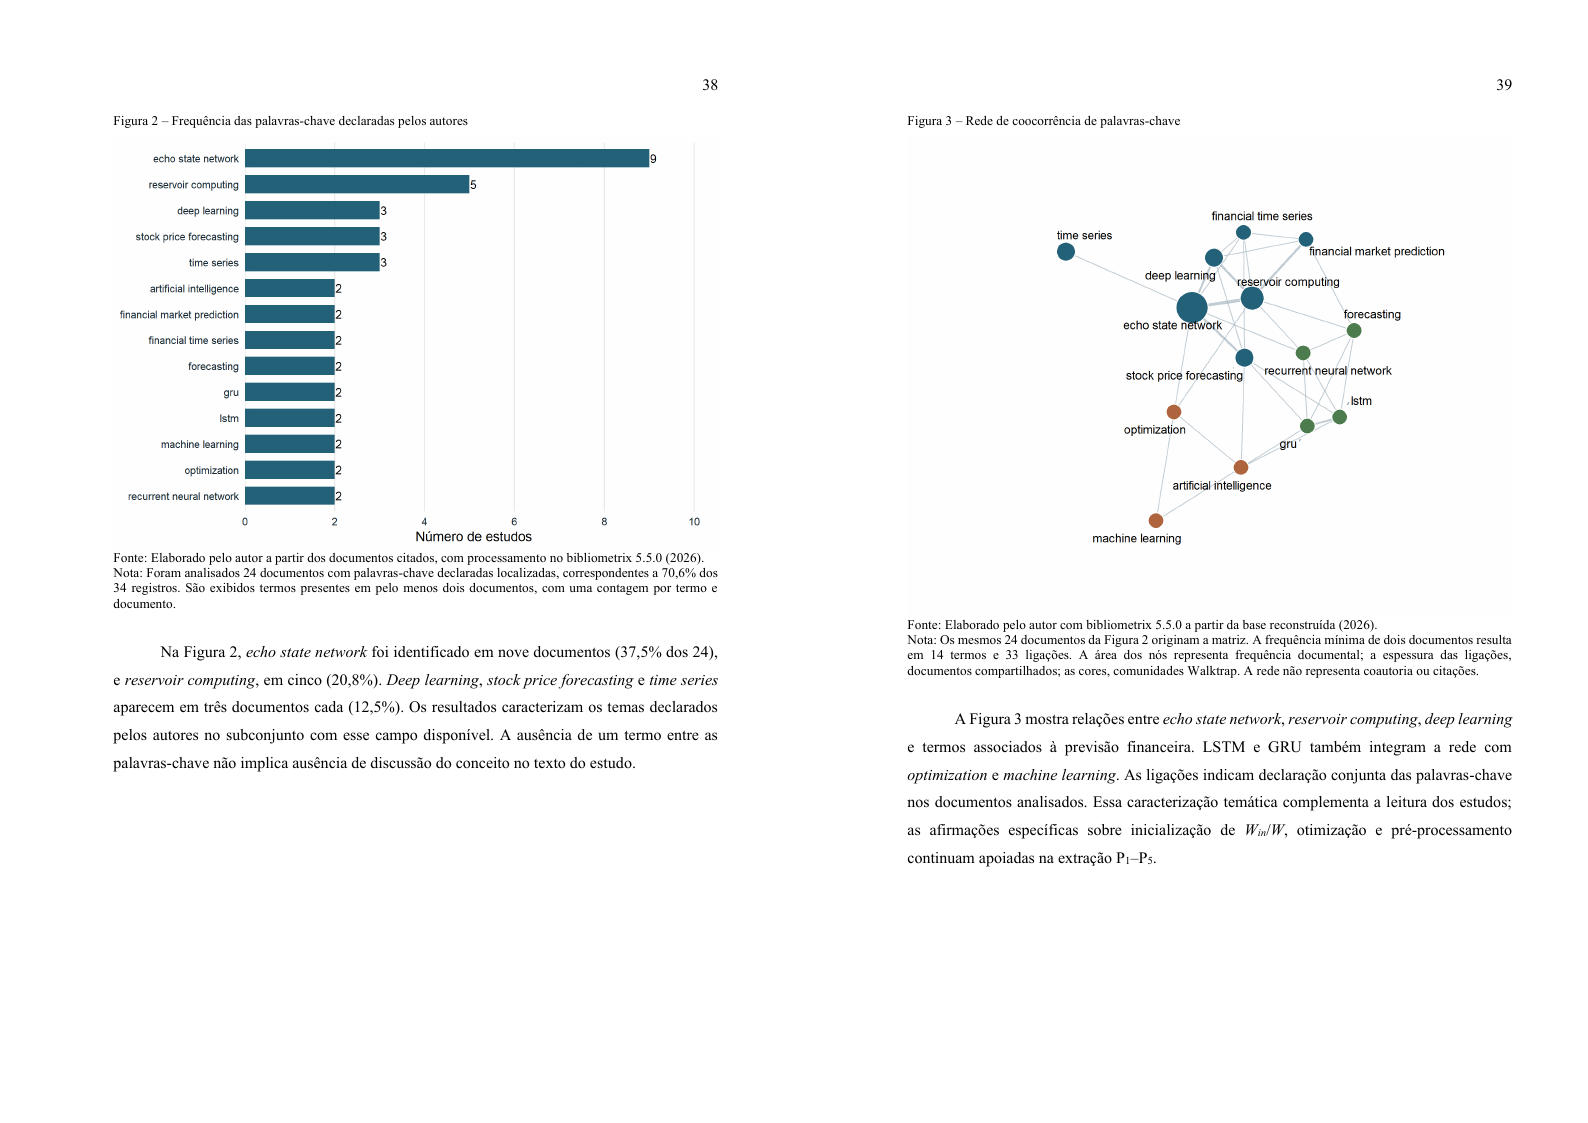 38
Figura 2 – Frequência das palavras-chave declaradas pelos autores
echo state network 9
reservoir computing 5
deep learning 3
stock price forecasting 3
time series 3
artificial intelligence 2
financial market prediction 2
financial time series 2
forecasting 2
gru 2
lstm 2
machine learning 2
optimization 2
recurrent neural network 2
0 2 4 6 8 10
Número de estudos
Fonte: Elaborado pelo autor a partir dos documentos citados, com processamento no bibliometrix 5.5.0 (2026).
Nota: Foram analisados 24 documentos com palavras-chave declaradas localizadas, correspondentes a 70,6% dos
34 registros. São exibidos termos presentes em pelo menos dois documentos, com uma contagem por termo e
documento.
Na Figura 2, echo state network foi identificado em nove documentos (37,5% dos 24),
e reservoir computing, em cinco (20,8%). Deep learning, stock price forecasting e time series
aparecem em três documentos cada (12,5%). Os resultados caracterizam os temas declarados
pelos autores no subconjunto com esse campo disponível. A ausência de um termo entre as
palavras-chave não implica ausência de discussão do conceito no texto do estudo.
39
Figura 3 – Rede de coocorrência de palavras-chave
financial time series
time series
financial market prediction
deep learning
reservoir computing
forecasting
echo state network
recurrent neural network
stock price forecasting
lstm
optimization
gru
artificial intelligence
machine learning
Fonte: Elaborado pelo autor com bibliometrix 5.5.0 a partir da base reconstruída (2026).
Nota: Os mesmos 24 documentos da Figura 2 originam a matriz. A frequência mínima de dois documentos resulta
em 14 termos e 33 ligações. A área dos nós representa frequência documental; a espessura das ligações,
documentos compartilhados; as cores, comunidades Walktrap. A rede não representa coautoria ou citações.
A Figura 3 mostra relações entre echo state network, reservoir computing, deep learning
e termos associados à previsão financeira. LSTM e GRU também integram a rede com
optimization e machine learning. As ligações indicam declaração conjunta das palavras-chave
nos documentos analisados. Essa caracterização temática complementa a leitura dos estudos;
as afirmações específicas sobre inicialização de Win/W, otimização e pré-processamento
continuam apoiadas na extração P1–P5.